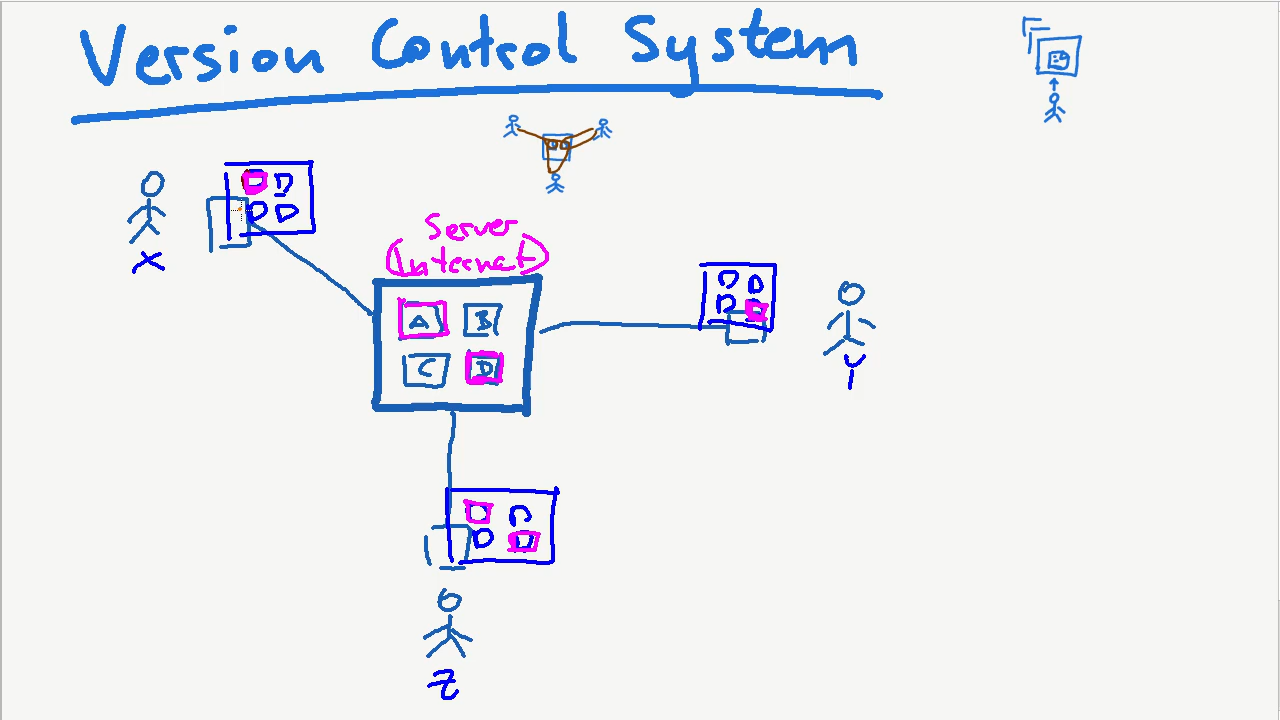 Version Control System
X
Server
(Internet)
A B
C D
Y
Z